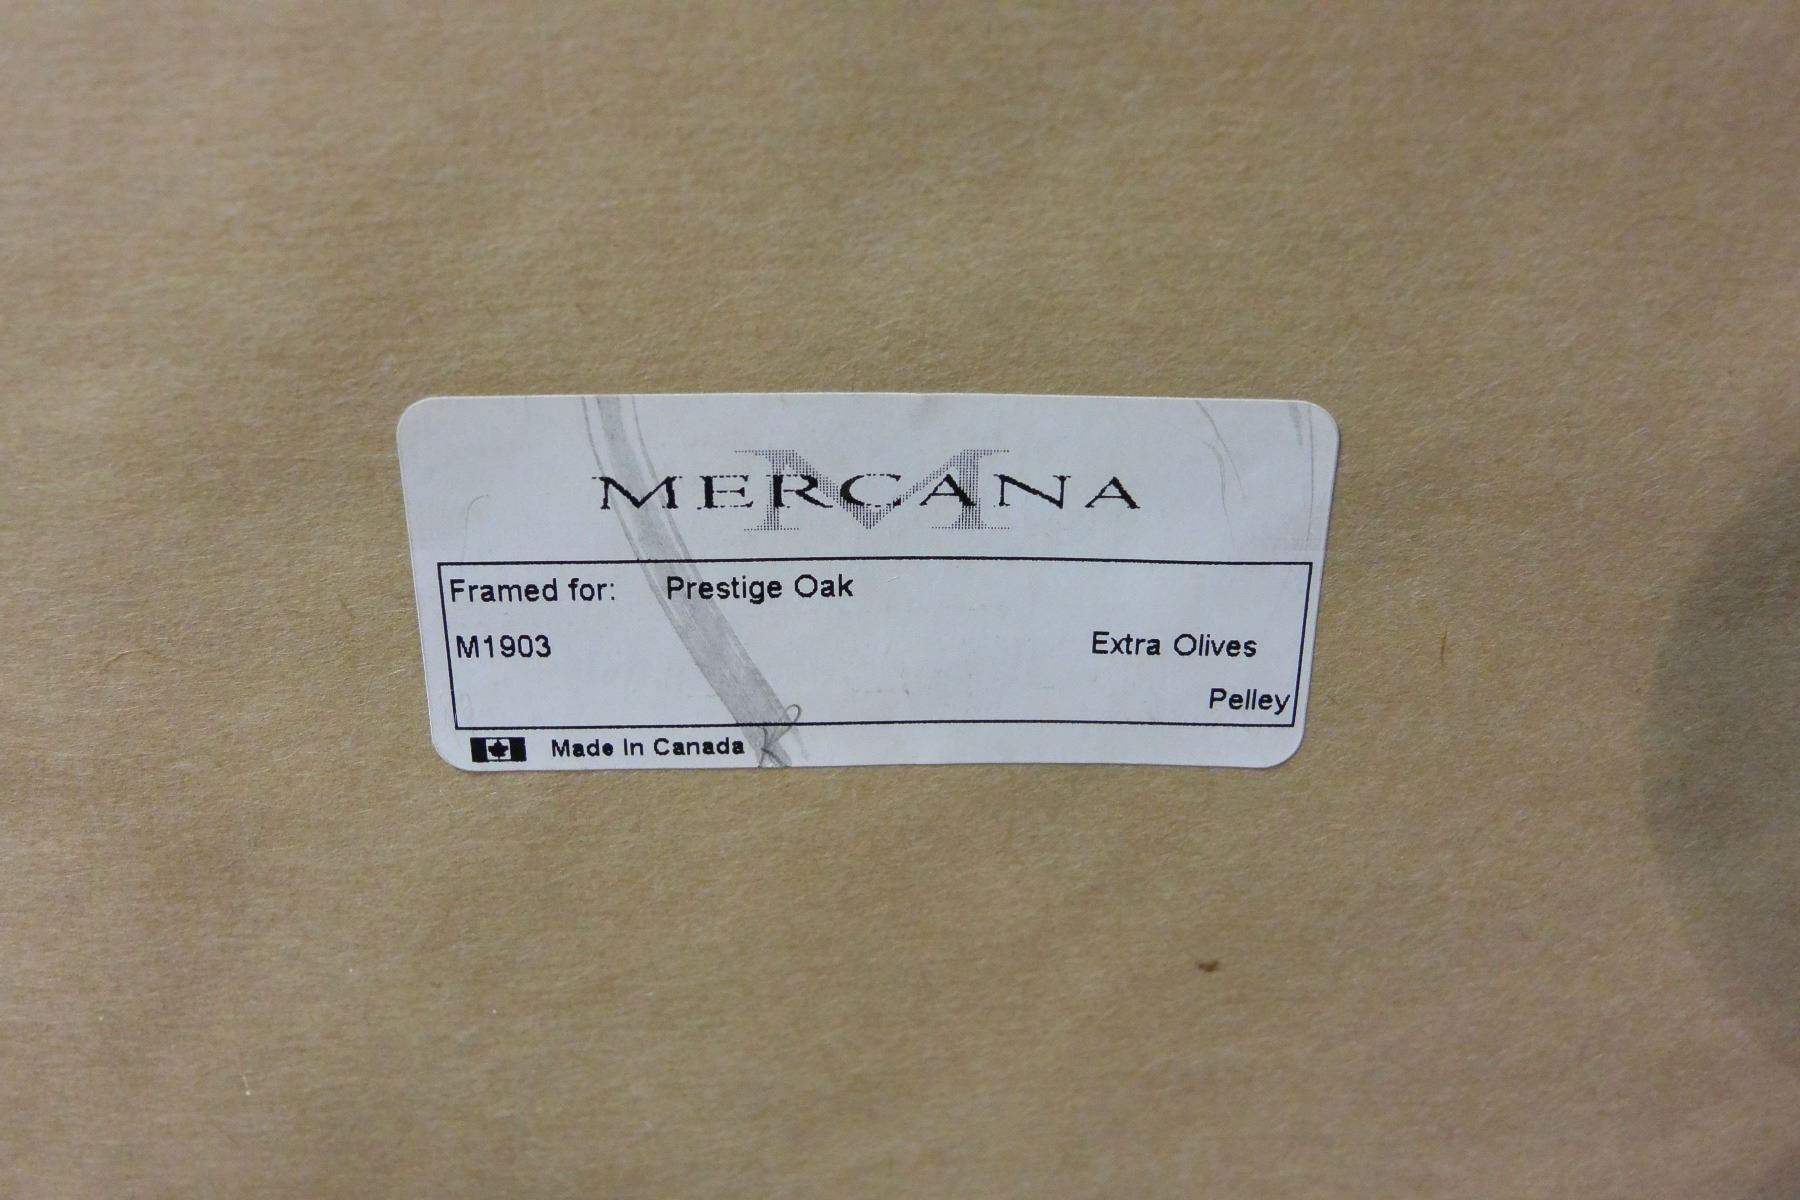 MERCANA
Framed for: Prestige Oak
M1903 Extra Olives
Pelley
Made In Canada